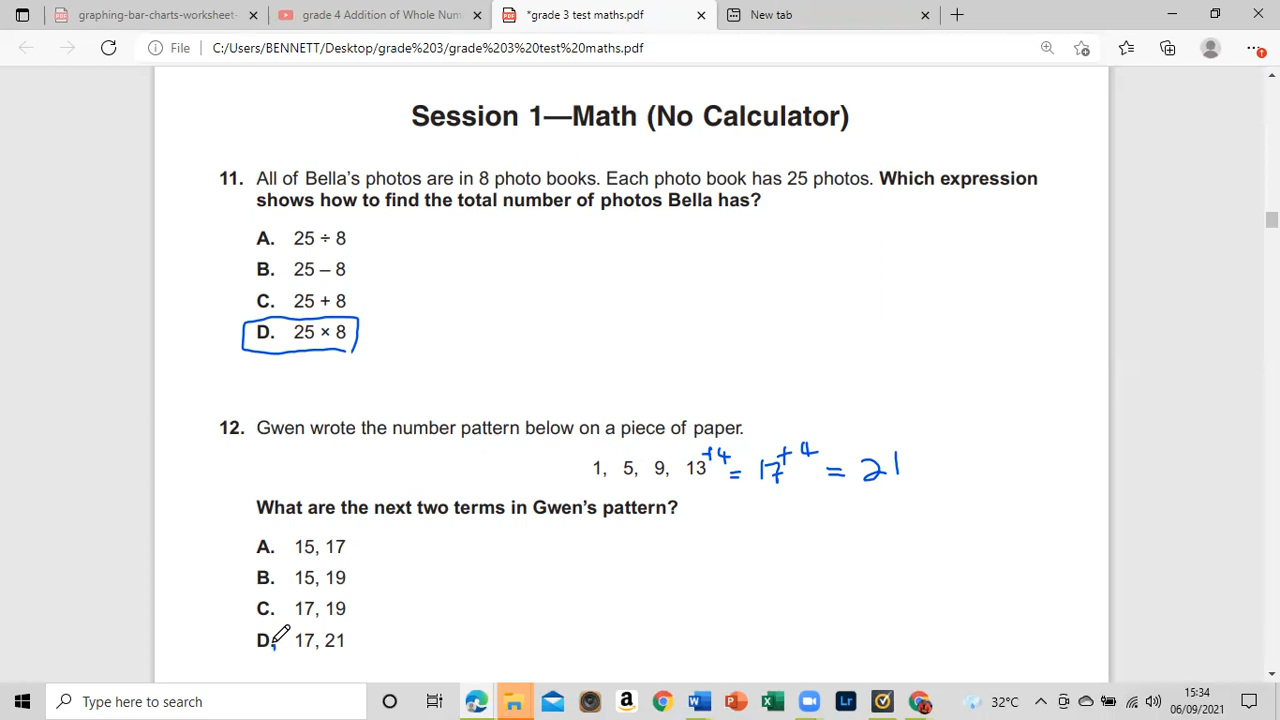 graphing-bar-charts-worksheet-
grade 4 Addition of Whole Num
*grade 3 test maths.pdf
New tab
File C:/Users/BENNETT/Desktop/grade%203/grade%203%20test%20maths.pdf
Session 1—Math (No Calculator)
11. All of Bella's photos are in 8 photo books. Each photo book has 25 photos. Which expression
shows how to find the total number of photos Bella has?
A. 25 ÷ 8
B. 25 – 8
C. 25 + 8
D. 25 × 8
12. Gwen wrote the number pattern below on a piece of paper.
1, 5, 9, 13 +4 = 17 +4 = 21
What are the next two terms in Gwen's pattern?
A. 15, 17
B. 15, 19
C. 17, 19
D. 17, 21
Type here to search
32°C
15:34
06/09/2021